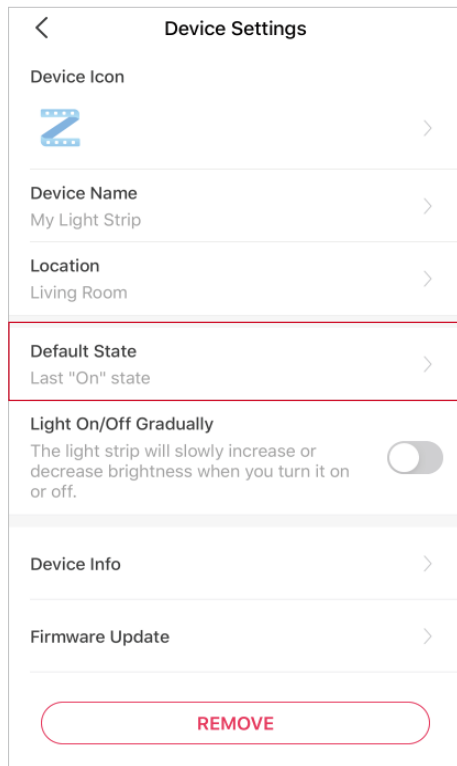 Device Settings
Device Icon
Device Name
My Light Strip
Location
Living Room
Default State
Last "On" state
Light On/Off Gradually
The light strip will slowly increase or
decrease brightness when you turn it on
or off.
Device Info
Firmware Update
REMOVE